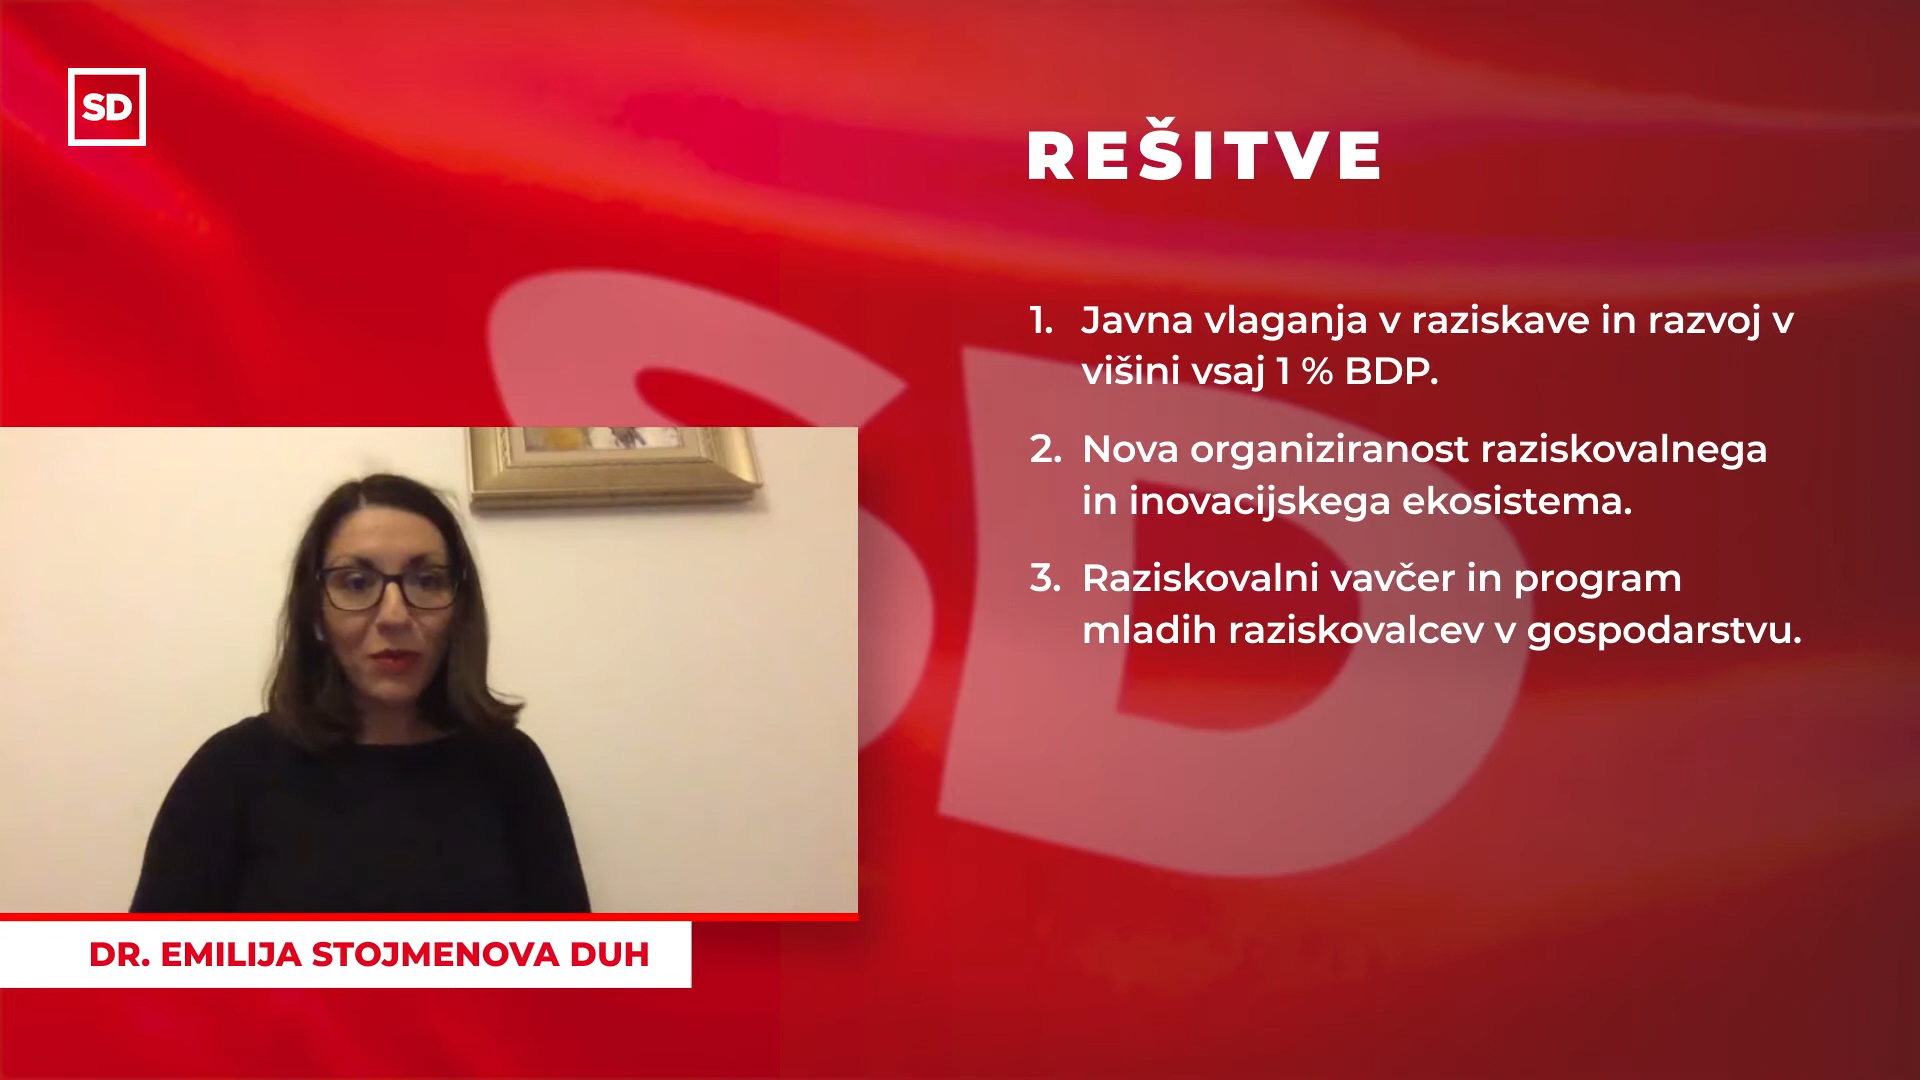 SD
REŠITVE
1. Javna vlaganja v raziskave in razvoj v
višini vsaj 1 % BDP.
2. Nova organiziranost raziskovalnega
in inovacijskega ekosistema.
3. Raziskovalni vavčer in program
mladih raziskovalcev v gospodarstvu.
SD
DR. EMILIJA STOJMENOVA DUH